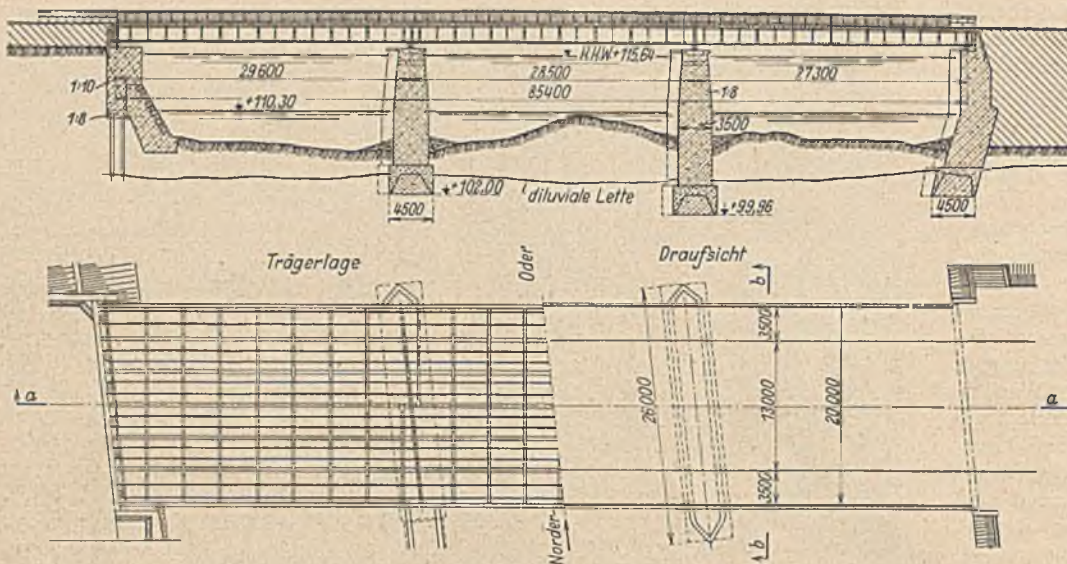 H.H.W.+115,64
29600
28500
27300
1:10
85400
1:8
+110,30
1:8
3500
+102,00
diluviale Lette
+99,96
4500
4500
Trägerlage
Oder
Draufsicht
b
3500
a
26000
13000
20000
a
3500
Norder-
b